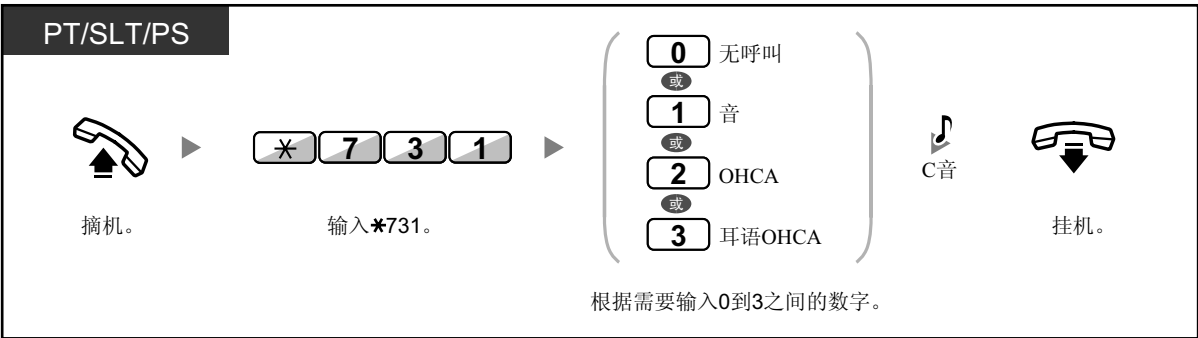 PT/SLT/PS
0 无呼叫
或
1 音
或
2 OHCA
或
3 耳语OHCA
*731
C音
摘机。
输入*731。
挂机。
根据需要输入0到3之间的数字。